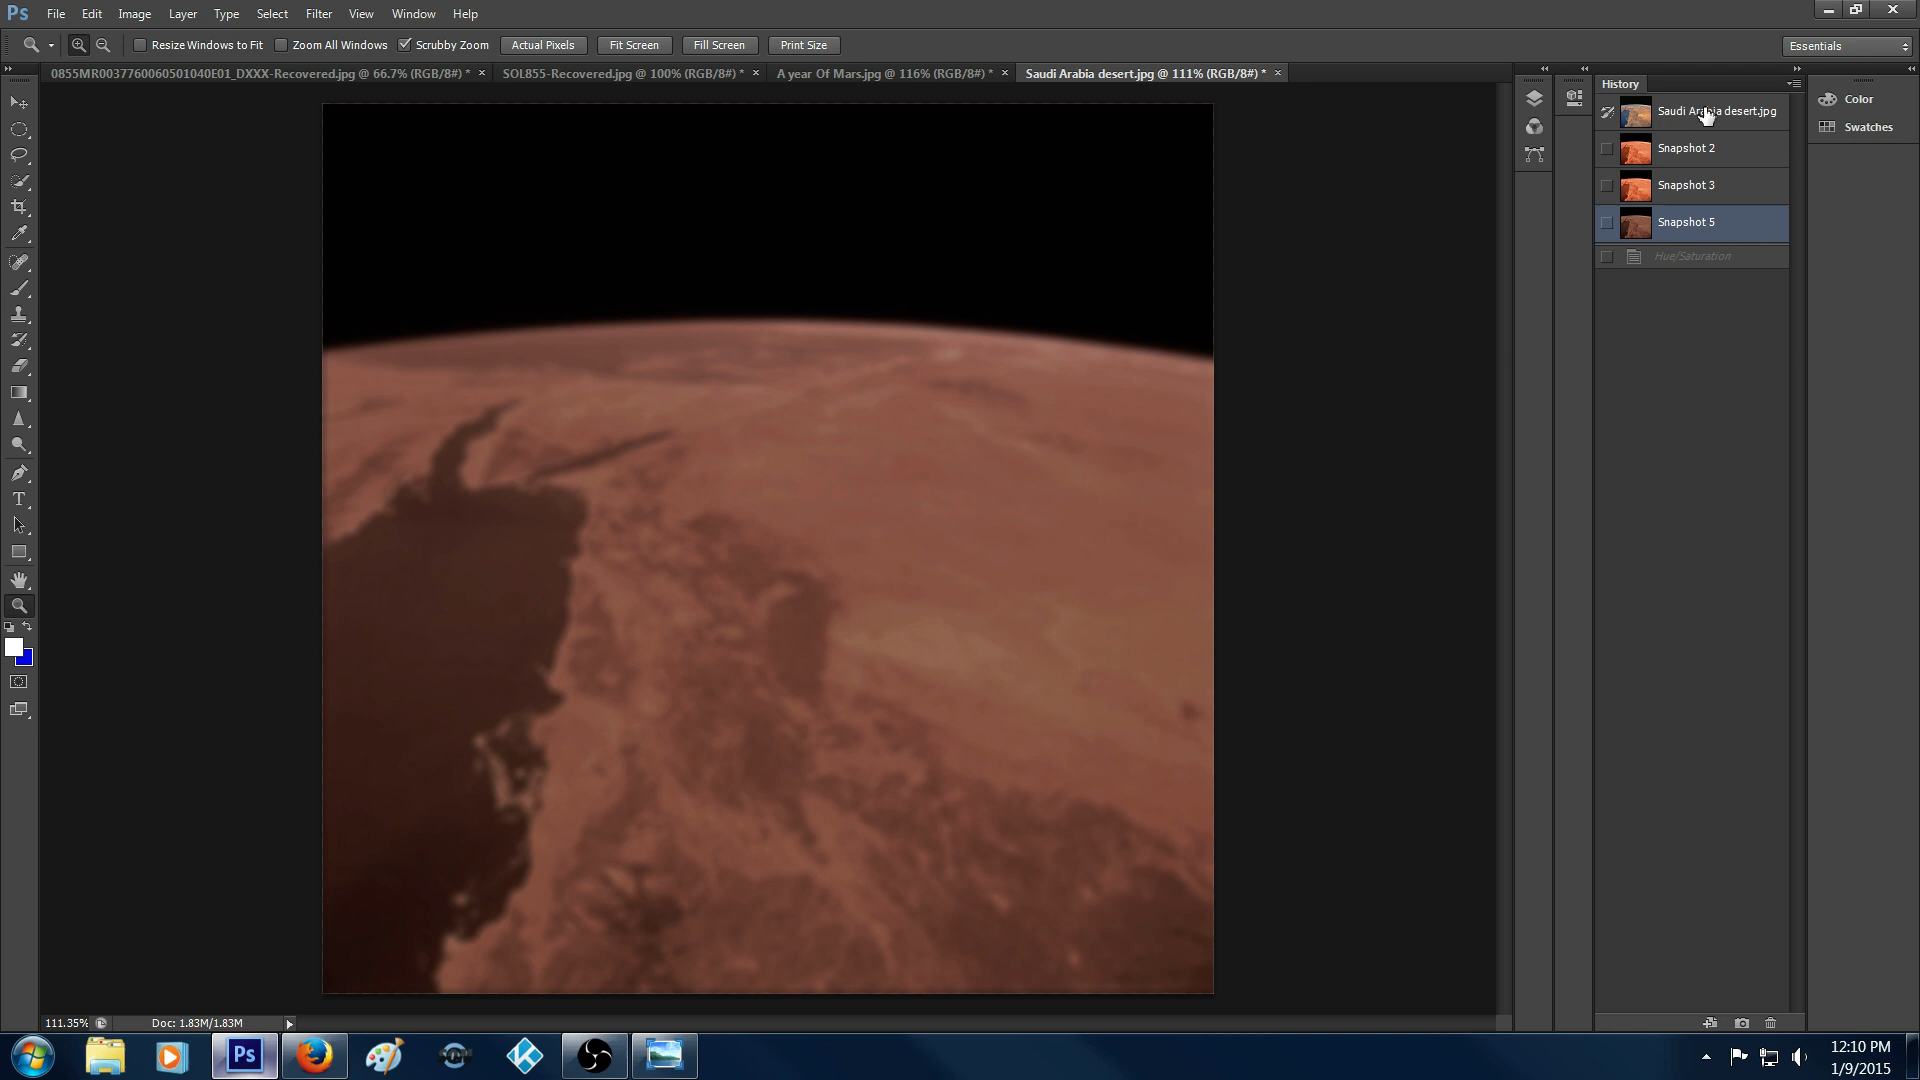 Ps File Edit Image Layer Type Select Filter View Window Help
Resize Windows to Fit Zoom All Windows Scrubby Zoom Actual Pixels Fit Screen Fill Screen Print Size Essentials
0855MR0037760060501040E01_DXXX-Recovered.jpg @ 66.7% (RGB/8#) * SOL855-Recovered.jpg @ 100% (RGB/8#) * A year Of Mars.jpg @ 116% (RGB/8#) * Saudi Arabia desert.jpg @ 111% (RGB/8#) *
History
Color
Saudi Arabia desert.jpg
Swatches
Snapshot 2
Snapshot 3
Snapshot 5
Hue/Saturation
T
111.35% Doc: 1.83M/1.83M
Ps
12:10 PM
1/9/2015